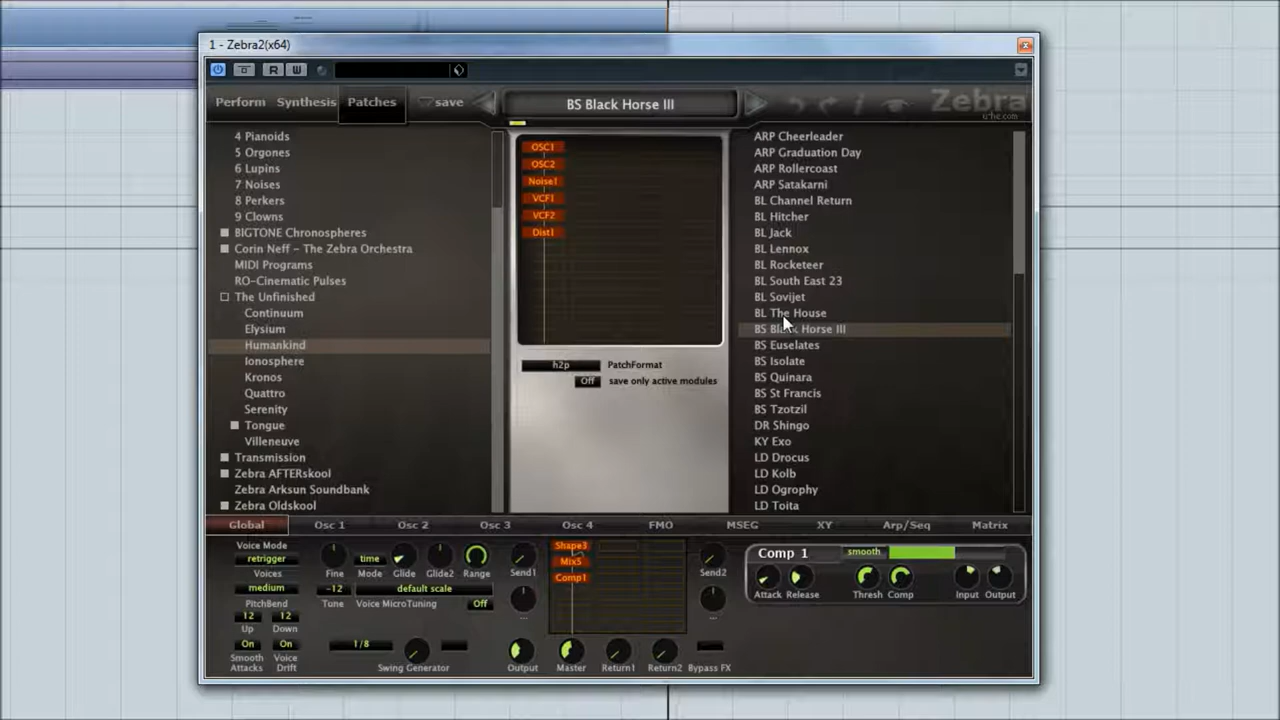 1 - Zebra2(x64)
R W
Perform Synthesis Patches save BS Black Horse III Zebra
u-he.com
4 Pianoids
5 Orgones
6 Lupins
7 Noises
8 Perkers
9 Clowns
BIGTONE Chronospheres
Corin Neff - The Zebra Orchestra
MIDI Programs
RO-Cinematic Pulses
The Unfinished
Continuum
Elysium
Humankind
Ionosphere
Kronos
Quattro
Serenity
Tongue
Villeneuve
Transmission
Zebra AFTERskool
Zebra Arksun Soundbank
Zebra Oldskool
OSC1
OSC2
Noise1
VCF1
VCF2
Dist1
h2p PatchFormat
Off save only active modules
ARP Cheerleader
ARP Graduation Day
ARP Rollercoast
ARP Satakarni
BL Channel Return
BL Hitcher
BL Jack
BL Lennox
BL Rocketeer
BL South East 23
BL Sovijet
BL The House
BS Black Horse III
BS Euselates
BS Isolate
BS Quinara
BS St Francis
BS Tzotzil
DR Shingo
KY Exo
LD Drocus
LD Kolb
LD Ogrophy
LD Toita
Global Osc 1 Osc 2 Osc 3 Osc 4 FMO MSEG XY Arp/Seq Matrix
Voice Mode
retrigger
Voices
medium
PitchBend
12 12
Up Down
On On
Smooth Attacks
Voice Drift
time
Fine Mode Glide Glide2 Range
-12 default scale
Tune Voice MicroTuning Off
1/8
Swing Generator
Send1
...
Shape3
Mix5
Comp1
Send2
...
Output Master Return1 Return2 Bypass FX
Comp 1 smooth
Attack Release Thresh Comp Input Output